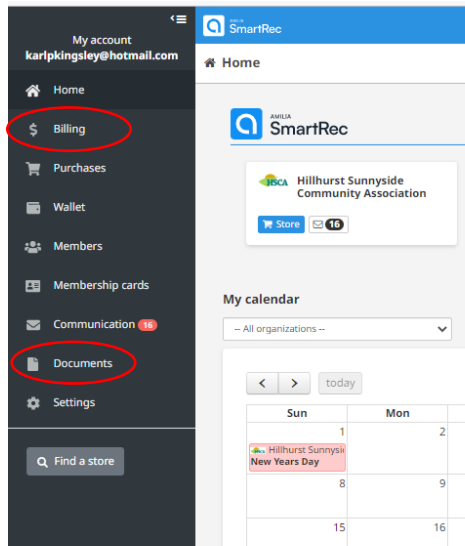 My account
karlpkingsley@hotmail.com
Home
Billing
Purchases
Wallet
Members
Membership cards
Communication 16
Documents
Settings
Find a store
AMILIA
SmartRec
Home
AMILIA
SmartRec
HSCA
Hillhurst Sunnyside
Community Association
Store 16
My calendar
-- All organizations --
< > today
Sun Mon
1 2
Hillhurst Sunnysi
New Years Day
8 9
15 16